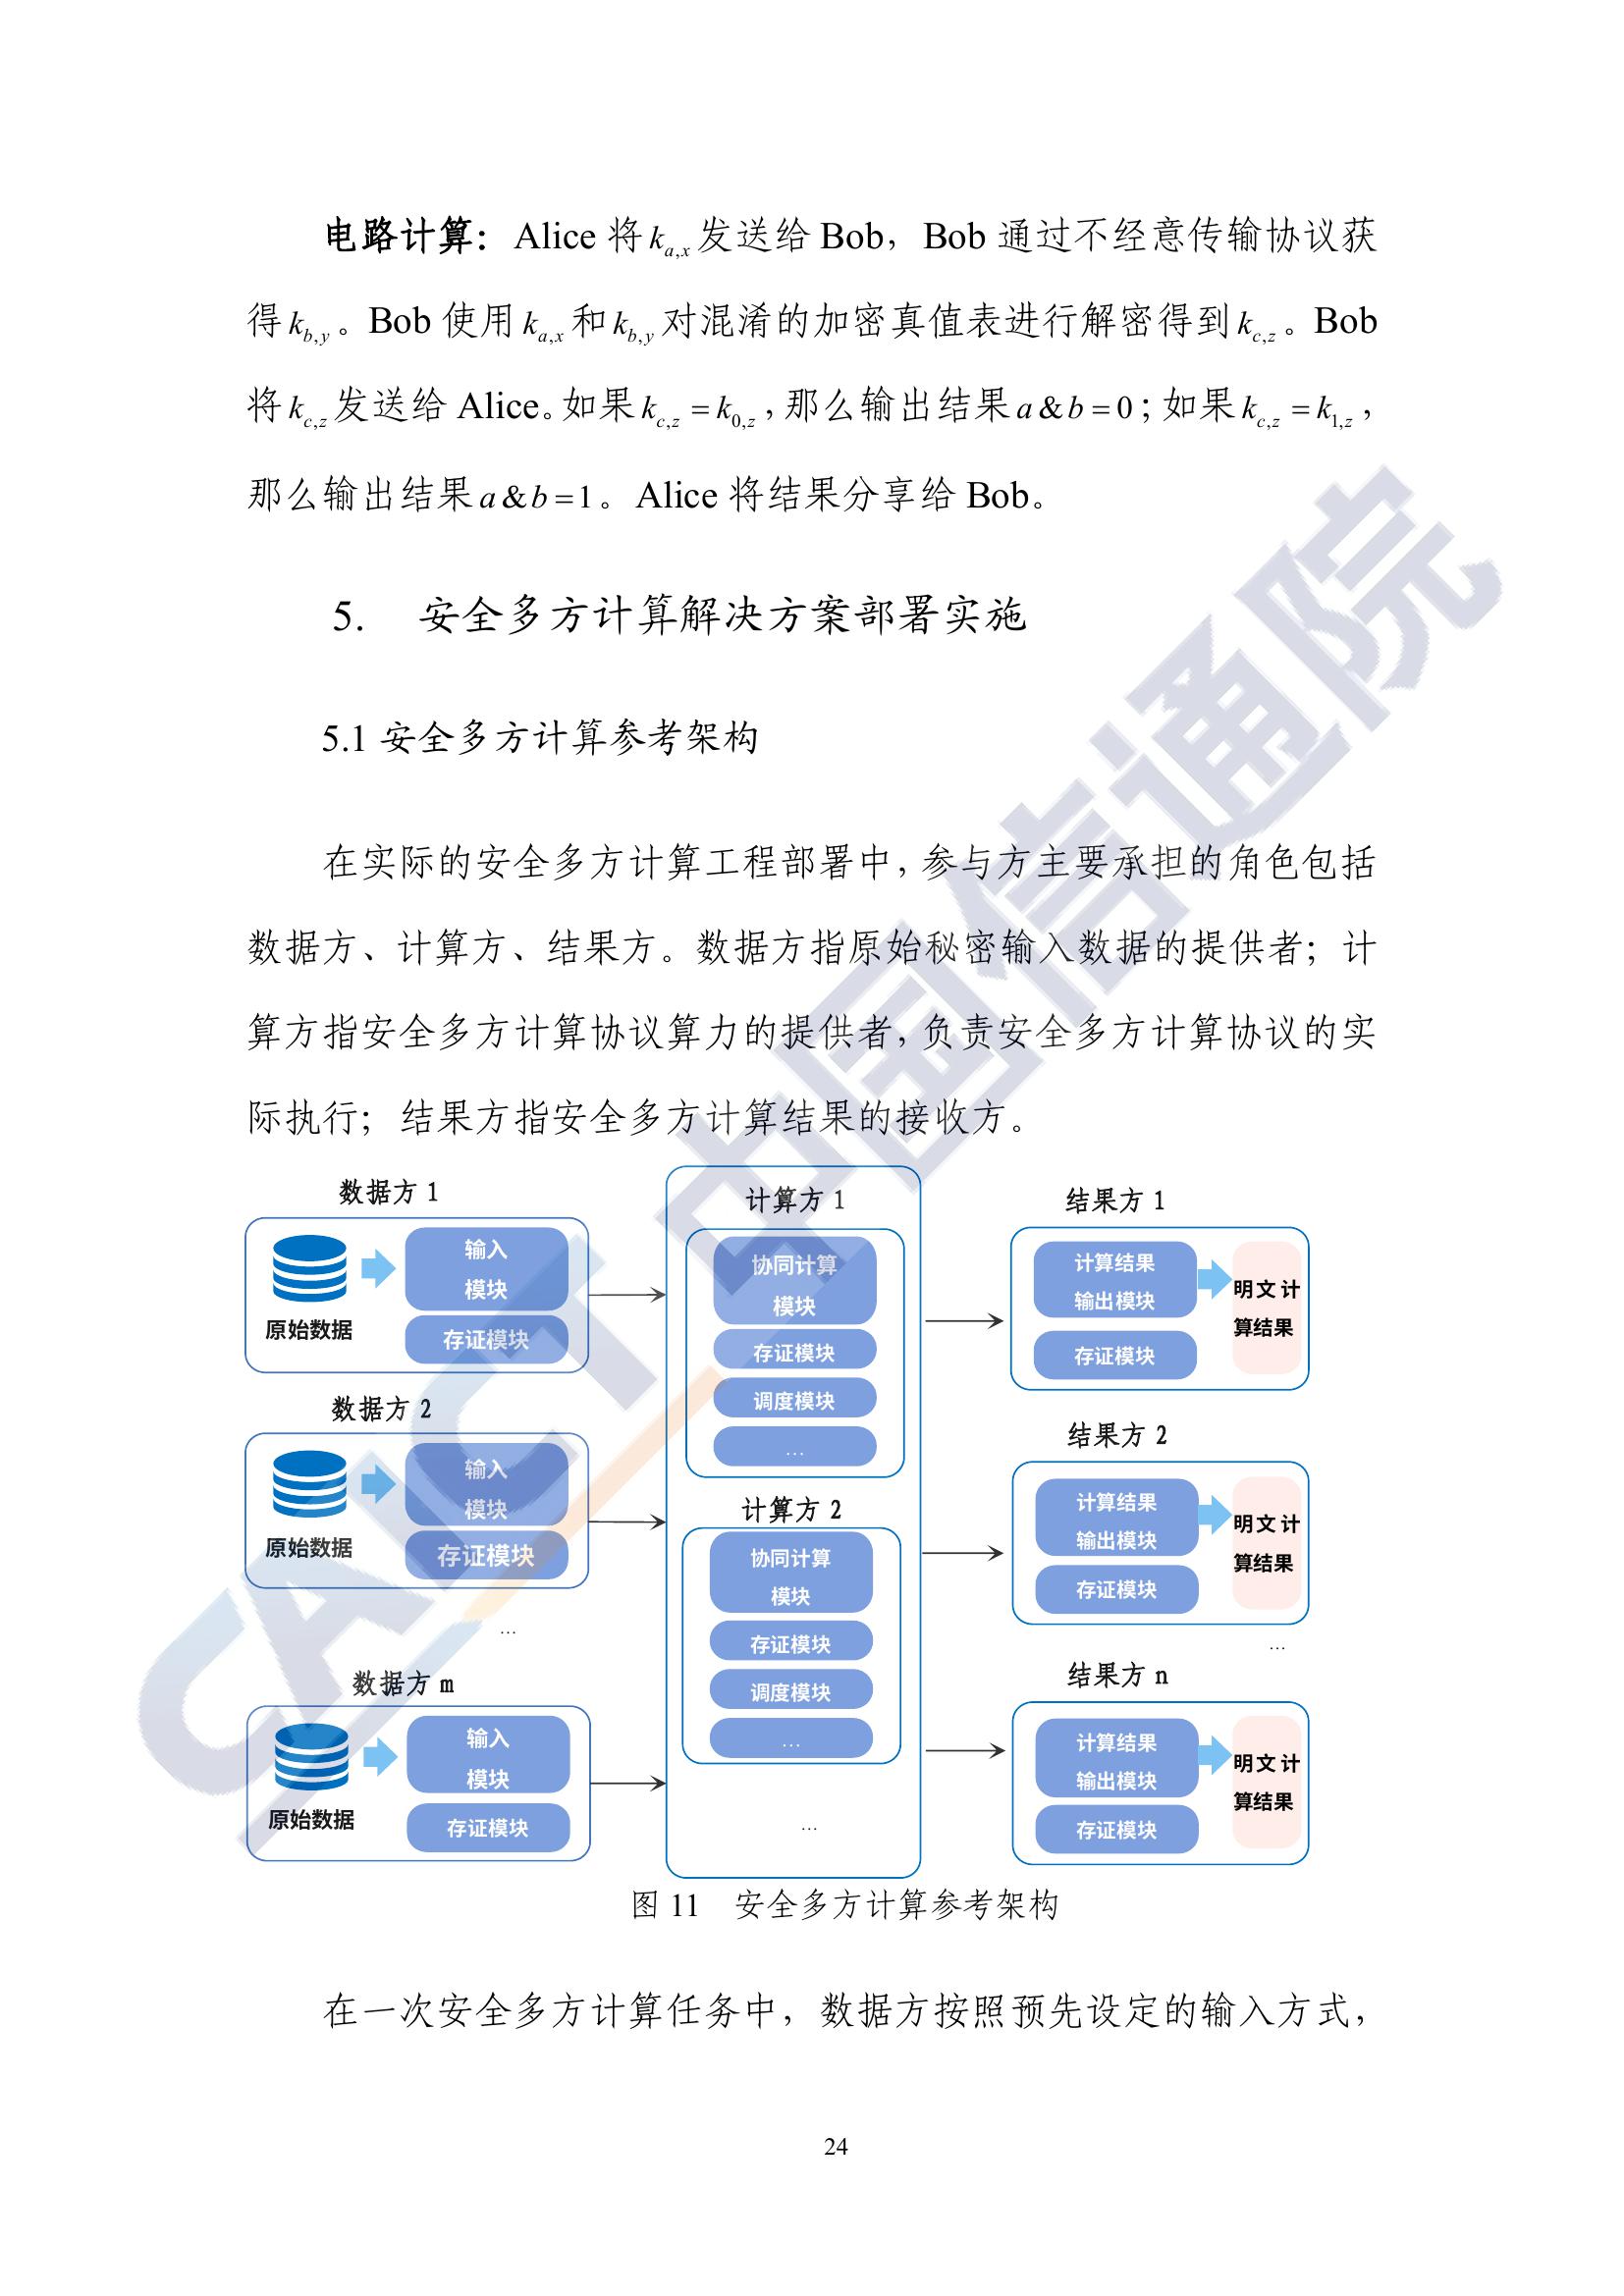 电路计算：Alice 将 k_{a,x} 发送给 Bob，Bob 通过不经意传输协议获
得 k_{b,y}。Bob 使用 k_{a,x} 和 k_{b,y} 对混淆的加密真值表进行解密得到 k_{c,z}。Bob
将 k_{c,z} 发送给 Alice。如果 k_{c,z} = k_{0,z}，那么输出结果 a & b = 0；如果 k_{c,z} = k_{1,z}，
那么输出结果 a & b = 1。Alice 将结果分享给 Bob。
5. 安全多方计算解决方案部署实施
5.1 安全多方计算参考架构
在实际的安全多方计算工程部署中，参与方主要承担的角色包括
数据方、计算方、结果方。数据方指原始秘密输入数据的提供者；计
算方指安全多方计算协议算力的提供者，负责安全多方计算协议的实
际执行；结果方指安全多方计算结果的接收方。
数据方 1
原始数据
输入
模块
存证模块
数据方 2
原始数据
输入
模块
存证模块
…
数据方 m
原始数据
输入
模块
存证模块
计算方 1
协同计算
模块
存证模块
调度模块
…
计算方 2
协同计算
模块
存证模块
调度模块
…
…
结果方 1
计算结果
输出模块
存证模块
明文计
算结果
结果方 2
计算结果
输出模块
存证模块
明文计
算结果
…
结果方 n
计算结果
输出模块
存证模块
明文计
算结果
图 11 安全多方计算参考架构
在一次安全多方计算任务中，数据方按照预先设定的输入方式，
24
CAICT 中国信通院